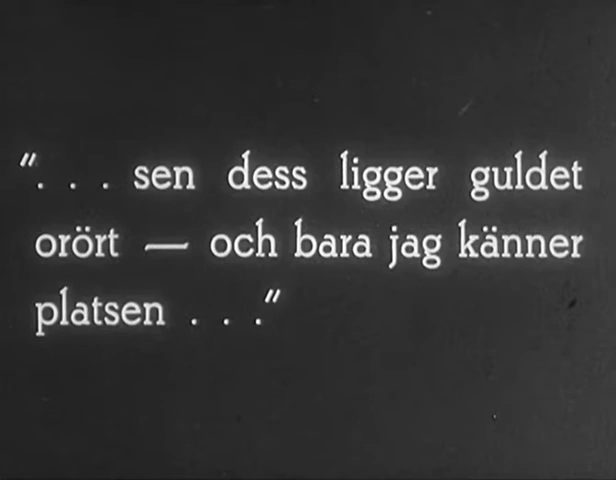 “. . . sen dess ligger guldet
orört — och bara jag känner
platsen . . .”